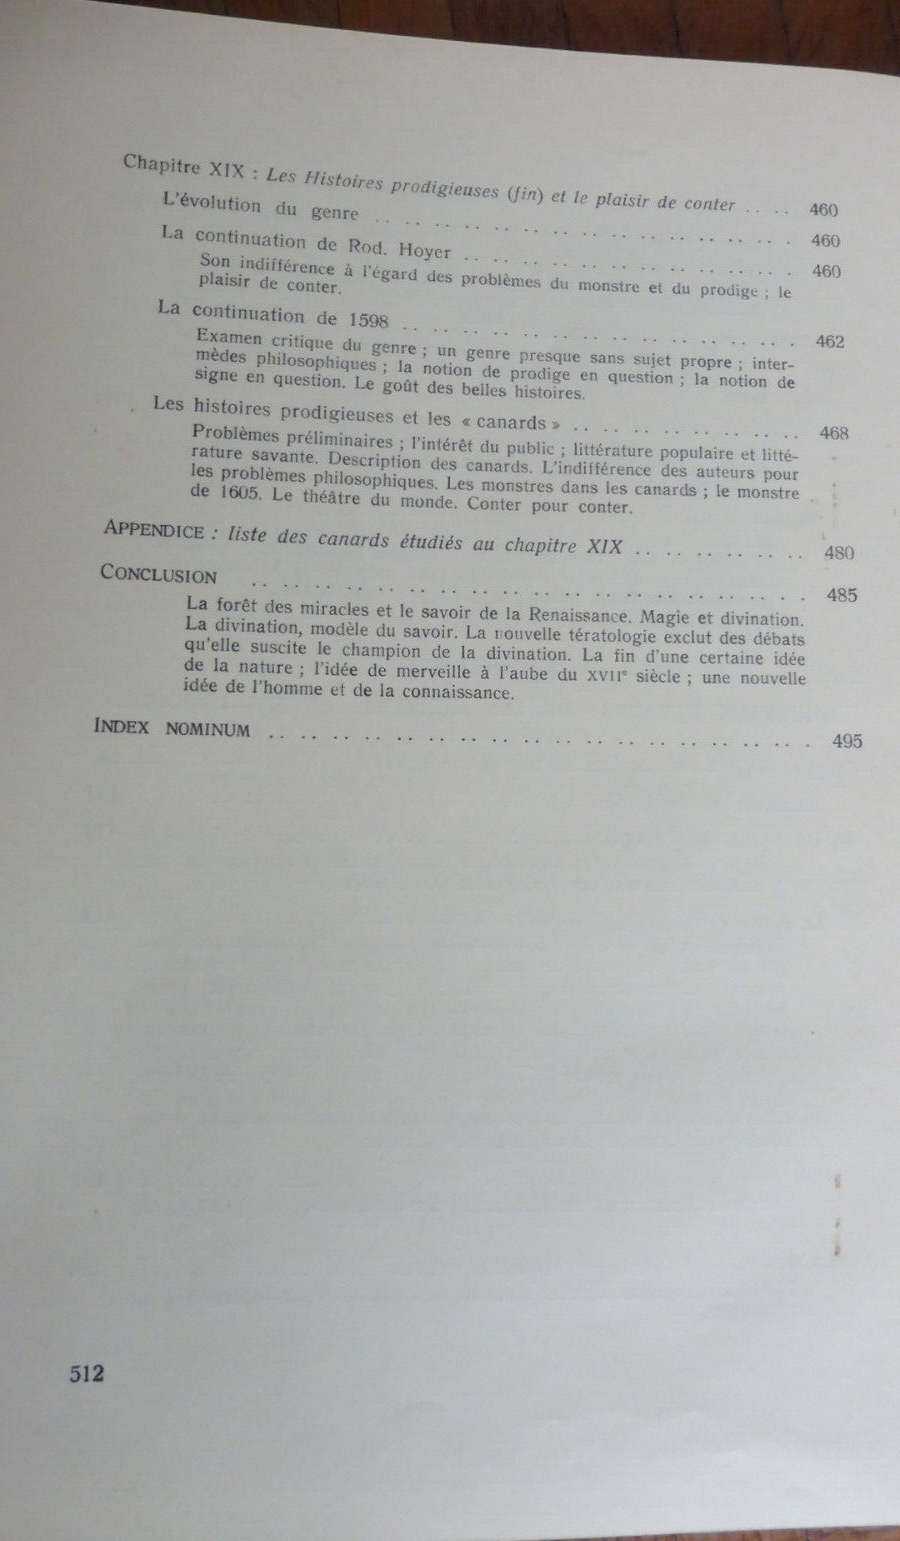 Chapitre XIX : Les Histoires prodigieuses (fin) et le plaisir de conter .. .. 460
L'évolution du genre .. .. .. .. .. .. .. .. .. .. .. .. .. .. 460
La continuation de Rod. Hoyer .. .. .. .. .. .. .. .. .. .. .. 460
Son indifférence à l'égard des problèmes du monstre et du prodige ; le
plaisir de conter.
La continuation de 1598 .. .. .. .. .. .. .. .. .. .. .. .. .. 462
Examen critique du genre ; un genre presque sans sujet propre ; inter-
mèdes philosophiques ; la notion de prodige en question ; la notion de
signe en question. Le goût des belles histoires.
Les histoires prodigieuses et les « canards » .. .. .. .. .. .. .. .. 468
Problèmes préliminaires ; l'intérêt du public ; littérature populaire et litté-
rature savante. Description des canards. L'indifférence des auteurs pour
les problèmes philosophiques. Les monstres dans les canards ; le monstre
de 1605. Le théâtre du monde. Conter pour conter.
APPENDICE : liste des canards étudiés au chapitre XIX .. .. .. .. .. .. 480
CONCLUSION .. .. .. .. .. .. .. .. .. .. .. .. .. .. .. .. .. .. 485
La forêt des miracles et le savoir de la Renaissance. Magie et divination.
La divination, modèle du savoir. La nouvelle tératologie exclut des débats
qu'elle suscite le champion de la divination. La fin d'une certaine idée
de la nature ; l'idée de merveille à l'aube du XVIIe siècle ; une nouvelle
idée de l'homme et de la connaissance.
INDEX NOMINUM .. .. .. .. .. .. .. .. .. .. .. .. .. .. .. .. .. .. 495
512